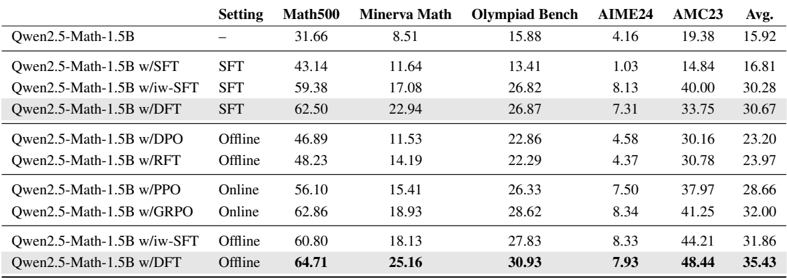 Setting Math500 Minerva Math Olympiad Bench AIME24 AMC23 Avg.
Qwen2.5-Math-1.5B – 31.66 8.51 15.88 4.16 19.38 15.92
Qwen2.5-Math-1.5B w/SFT SFT 43.14 11.64 13.41 1.03 14.84 16.81
Qwen2.5-Math-1.5B w/iw-SFT SFT 59.38 17.08 26.82 8.13 40.00 30.28
Qwen2.5-Math-1.5B w/DFT SFT 62.50 22.94 26.87 7.31 33.75 30.67
Qwen2.5-Math-1.5B w/DPO Offline 46.89 11.53 22.86 4.58 30.16 23.20
Qwen2.5-Math-1.5B w/RFT Offline 48.23 14.19 22.29 4.37 30.78 23.97
Qwen2.5-Math-1.5B w/PPO Online 56.10 15.41 26.33 7.50 37.97 28.66
Qwen2.5-Math-1.5B w/GRPO Online 62.86 18.93 28.62 8.34 41.25 32.00
Qwen2.5-Math-1.5B w/iw-SFT Offline 60.80 18.13 27.83 8.33 44.21 31.86
Qwen2.5-Math-1.5B w/DFT Offline 64.71 25.16 30.93 7.93 48.44 35.43